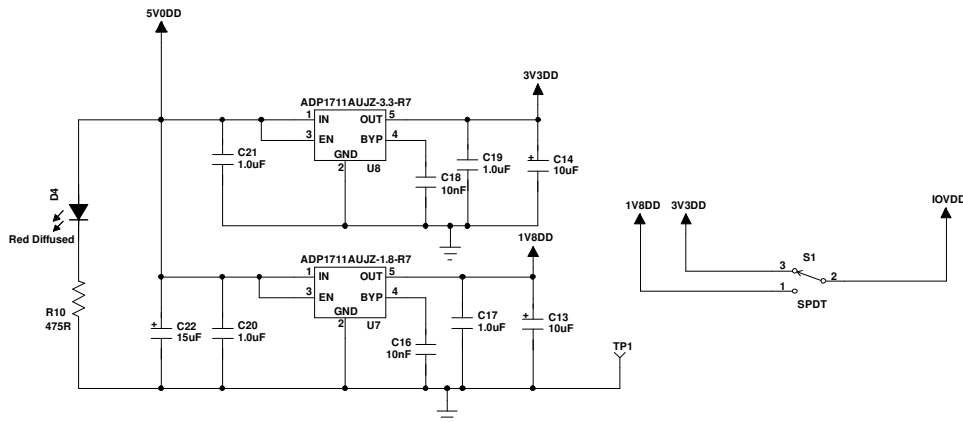 5V0DD
ADP1711AUJZ-3.3-R7
1 IN OUT 5
3 EN BYP 4
GND
2 U8
3V3DD
C21
1.0uF
C18
10nF
C19
1.0uF
+ C14
10uF
D4
Red Diffused
R10
475R
ADP1711AUJZ-1.8-R7
1 IN OUT 5
3 EN BYP 4
GND
2 U7
1V8DD
+ C22
15uF
C20
1.0uF
C16
10nF
C17
1.0uF
+ C13
10uF
TP1
1V8DD
3V3DD
IOVDD
S1
3
2
1
SPDT